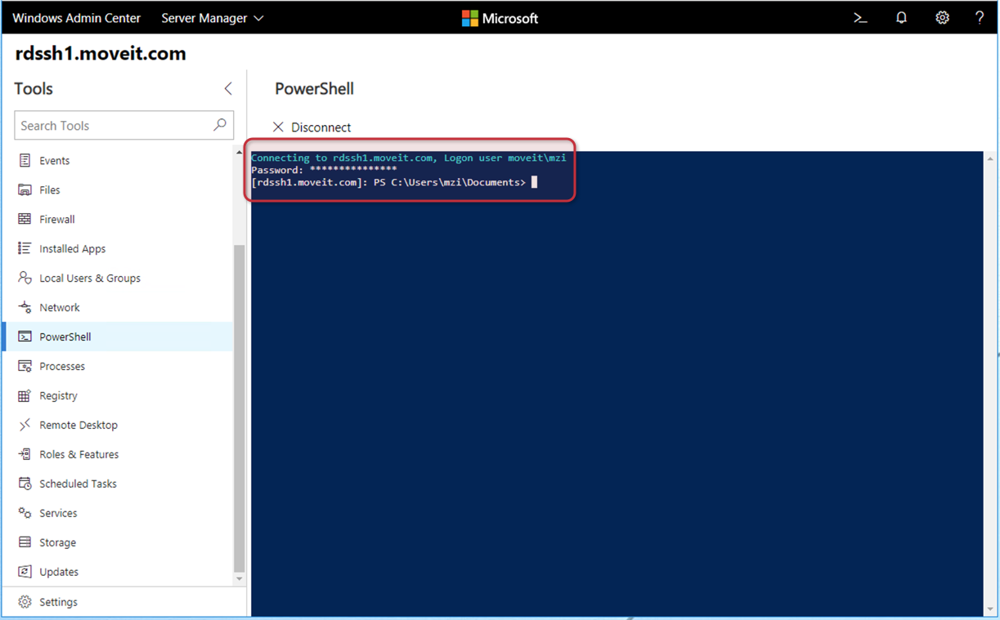 Windows Admin Center Server Manager Microsoft >_ ?
rdssh1.moveit.com
Tools
Search Tools
Events
Files
Firewall
Installed Apps
Local Users & Groups
Network
PowerShell
Processes
Registry
Remote Desktop
Roles & Features
Scheduled Tasks
Services
Storage
Updates
Settings
PowerShell
Disconnect
Connecting to rdssh1.moveit.com, Logon user moveit\mzi
Password: ***************
[rdssh1.moveit.com]: PS C:\Users\mzi\Documents>